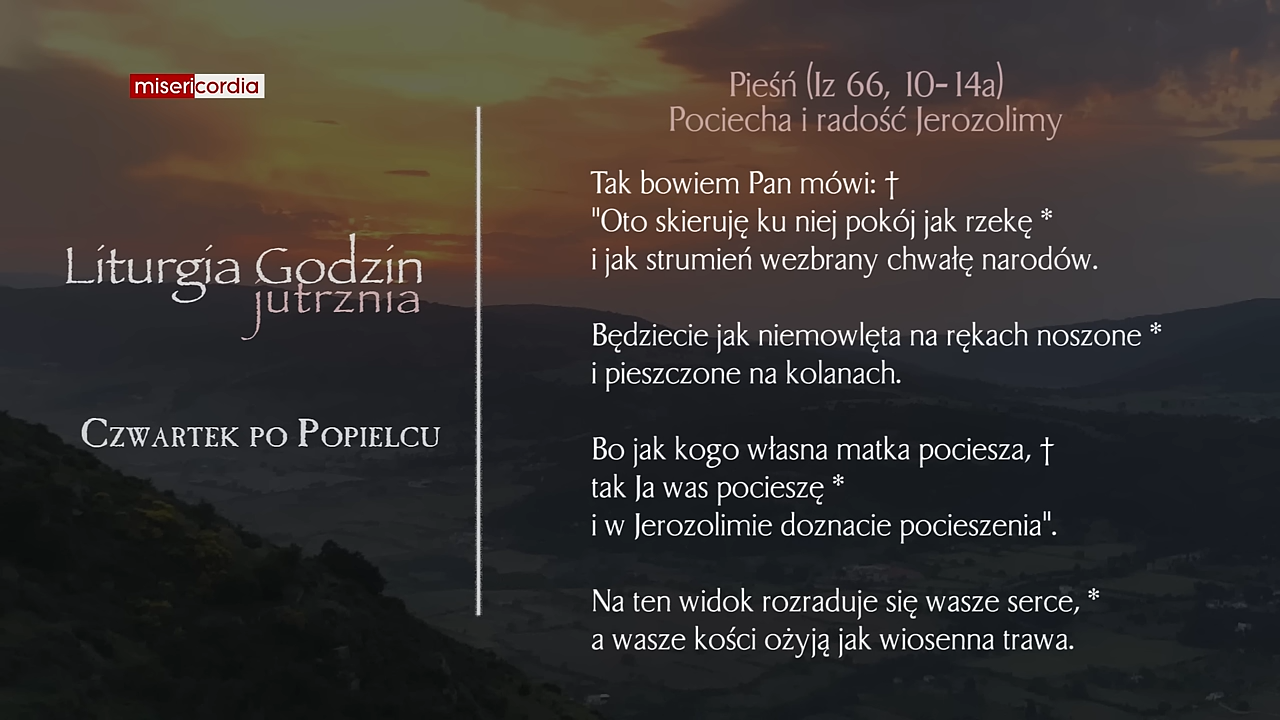 misericordia
Liturgia Godzin
jutrznia
Czwartek po Popielcu
Pieśń (Iz 66, 10-14a)
Pociecha i radość Jerozolimy
Tak bowiem Pan mówi: †
"Oto skieruję ku niej pokój jak rzekę *
i jak strumień wezbrany chwałę narodów.
Będziecie jak niemowlęta na rękach noszone *
i pieszczone na kolanach.
Bo jak kogo własna matka pociesza, †
tak Ja was pocieszę *
i w Jerozolimie doznacie pocieszenia".
Na ten widok rozraduje się wasze serce, *
a wasze kości ożyją jak wiosenna trawa.